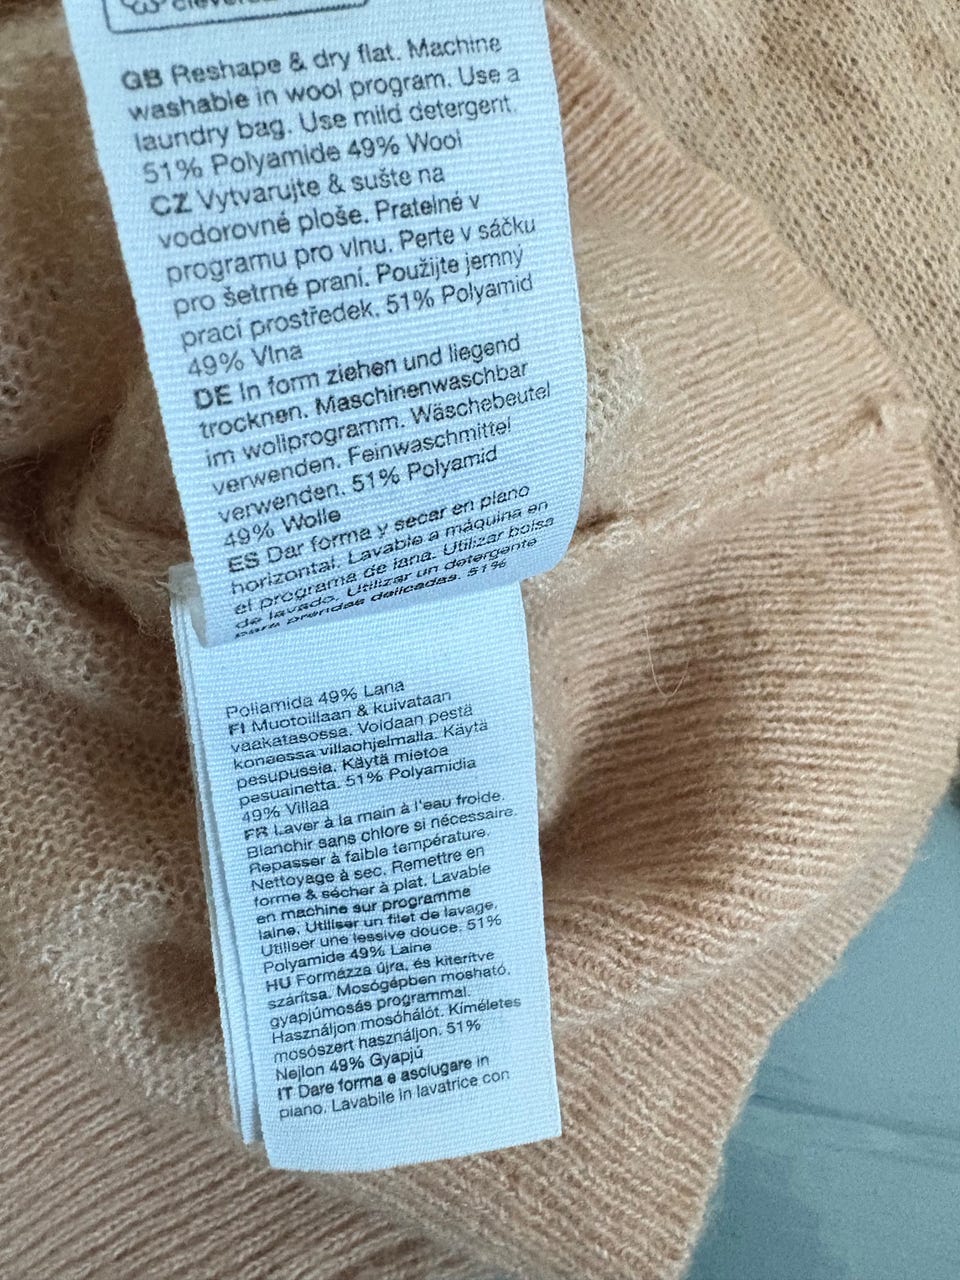 GB Reshape & dry flat. Machine
washable in wool program. Use a
laundry bag. Use mild detergent.
51% Polyamide 49% Wool
CZ Vytvarujte & sušte na
vodorovné ploše. Pratelné v
programu pro vlnu. Perte v sáčku
pro šetrné praní. Použijte jemný
prací prostředek. 51% Polyamid
49% Vlna
DE In form ziehen und liegend
trocknen. Maschinenwaschbar
im wollprogramm. Wäschebeutel
verwenden. Feinwaschmittel
verwenden. 51% Polyamid
49% Wolle
ES Dar forma y secar en plano
horizontal. Lavable a máquina en
el programa de lana. Utilizar bolsa
de lavado. Utilizar un detergente
para prendas delicadas. 51%
Poliamida 49% Lana
FI Muotoillaan & kuivataan
vaakatasossa. Voidaan pestä
koneessa villaohjelmalla. Käytä
pesupussia. Käytä mietoa
pesuainetta. 51% Polyamidia
49% Villaa
FR Laver à la main à l'eau froide.
Blanchir sans chlore si nécessaire.
Repasser à faible température.
Nettoyage à sec. Remettre en
forme & sécher à plat. Lavable
en machine sur programme
laine. Utiliser un filet de lavage.
Utiliser une lessive douce. 51%
Polyamide 49% Laine
HU Formázza újra, és kiterítve
szárítsa. Mosógépben mosható,
gyapjúmosás programmal.
Használjon mosóhálót. Kíméletes
mosószert használjon. 51%
Nejlon 49% Gyapjú
IT Dare forma e asciugare in
piano. Lavabile in lavatrice con